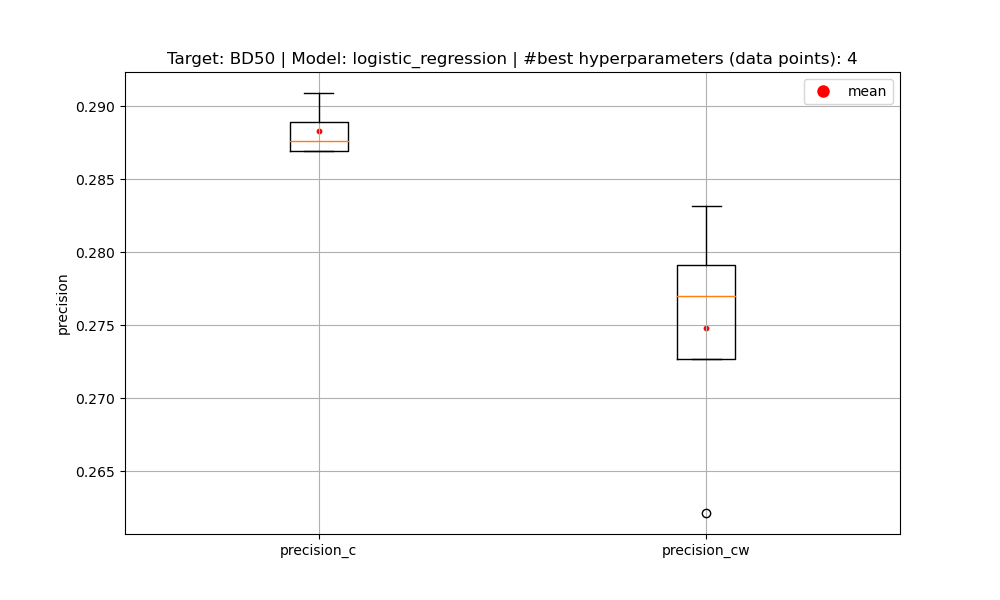 Target: BD50 | Model: logistic_regression | #best hyperparameters (data points): 4
mean
0.290
0.285
0.280
0.275
0.270
0.265
precision
precision_c
precision_cw